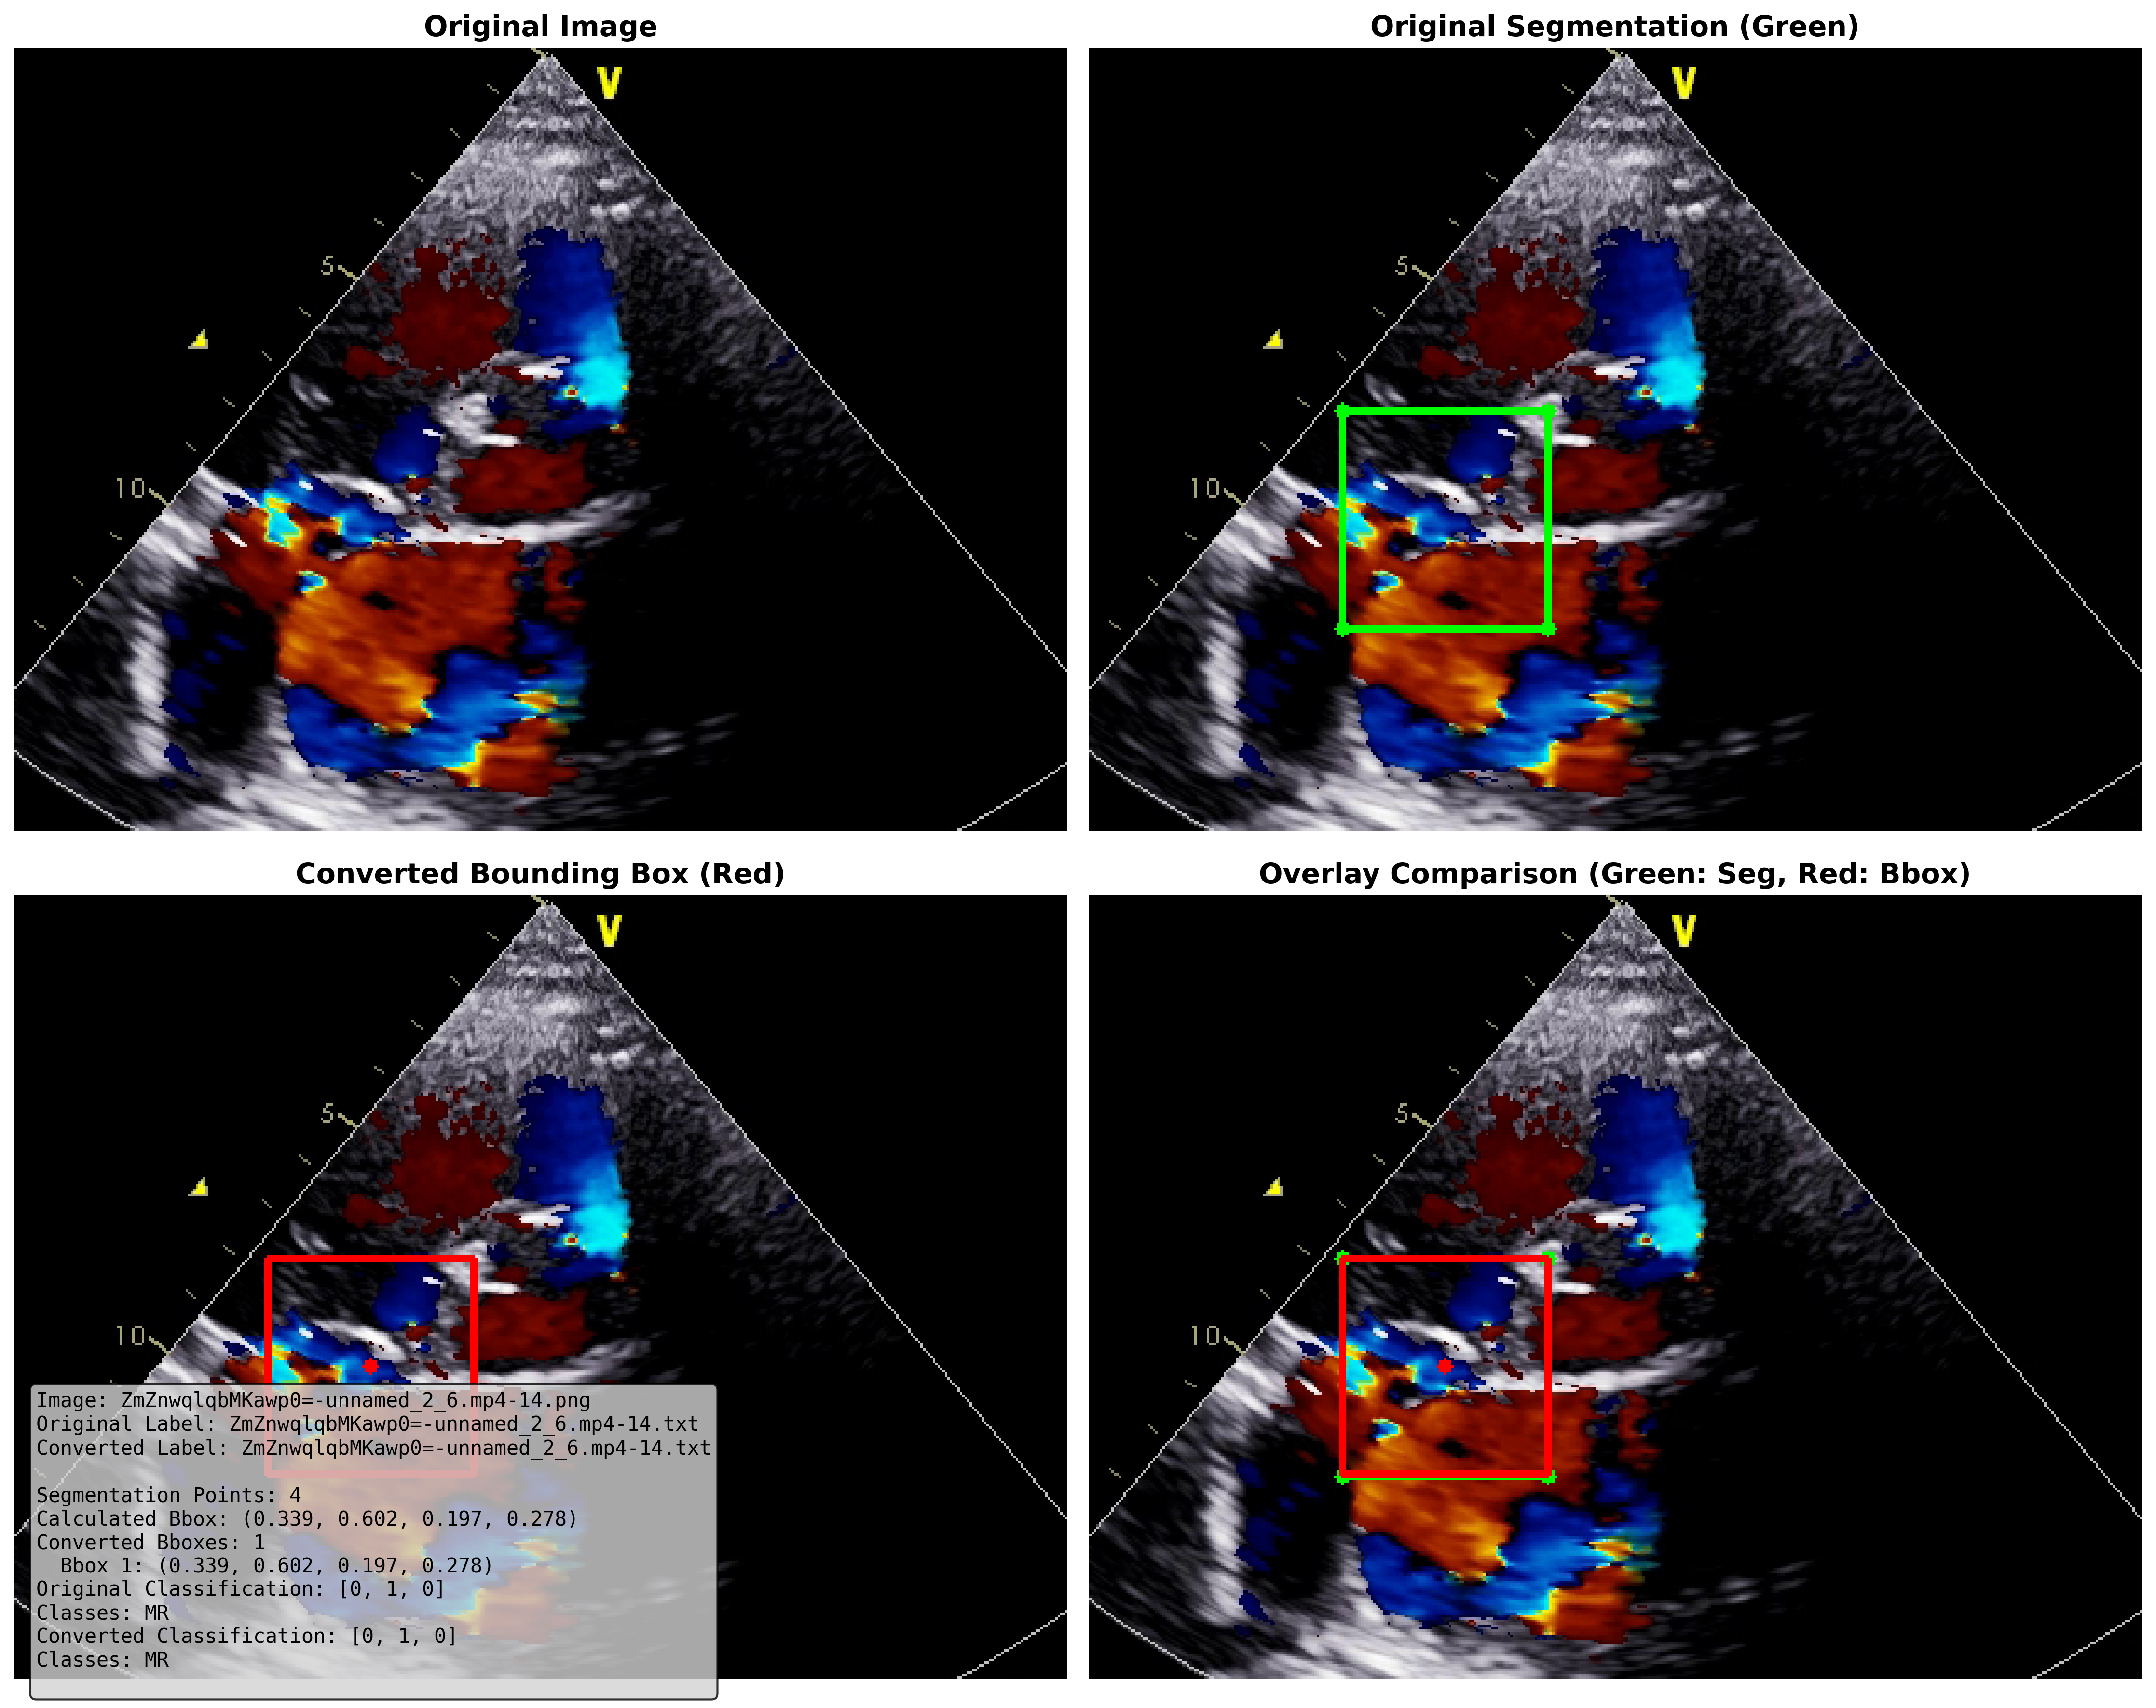 Original Image
Original Segmentation (Green)
V
5
10
V
5
10
Converted Bounding Box (Red)
Overlay Comparison (Green: Seg, Red: Bbox)
V
5
10
V
5
10
Image: ZmZnwqlqbMKawp0=-unnamed_2_6.mp4-14.png
Original Label: ZmZnwqlqbMKawp0=-unnamed_2_6.mp4-14.txt
Converted Label: ZmZnwqlqbMKawp0=-unnamed_2_6.mp4-14.txt
Segmentation Points: 4
Calculated Bbox: (0.339, 0.602, 0.197, 0.278)
Converted Bboxes: 1
Bbox 1: (0.339, 0.602, 0.197, 0.278)
Original Classification: [0, 1, 0]
Classes: MR
Converted Classification: [0, 1, 0]
Classes: MR